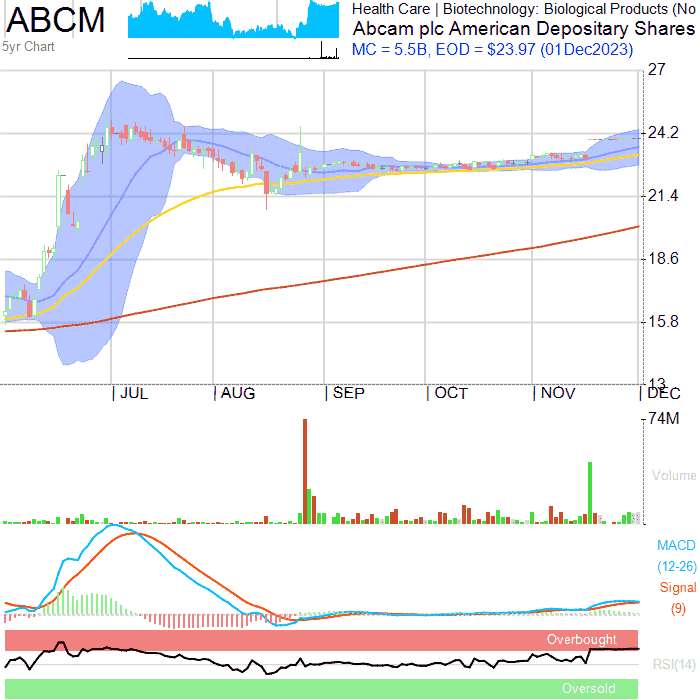 ABCM
5yr Chart
Health Care | Biotechnology: Biological Products (No
Abcam plc American Depositary Shares
MC = 5.5B, EOD = $23.97 (01Dec2023)
27
24.2
21.4
18.6
15.8
13
| JUL | AUG | SEP | OCT | NOV | DEC
74M
Volume
MACD
(12-26)
Signal
(9)
Overbought
RSI(14)
Oversold